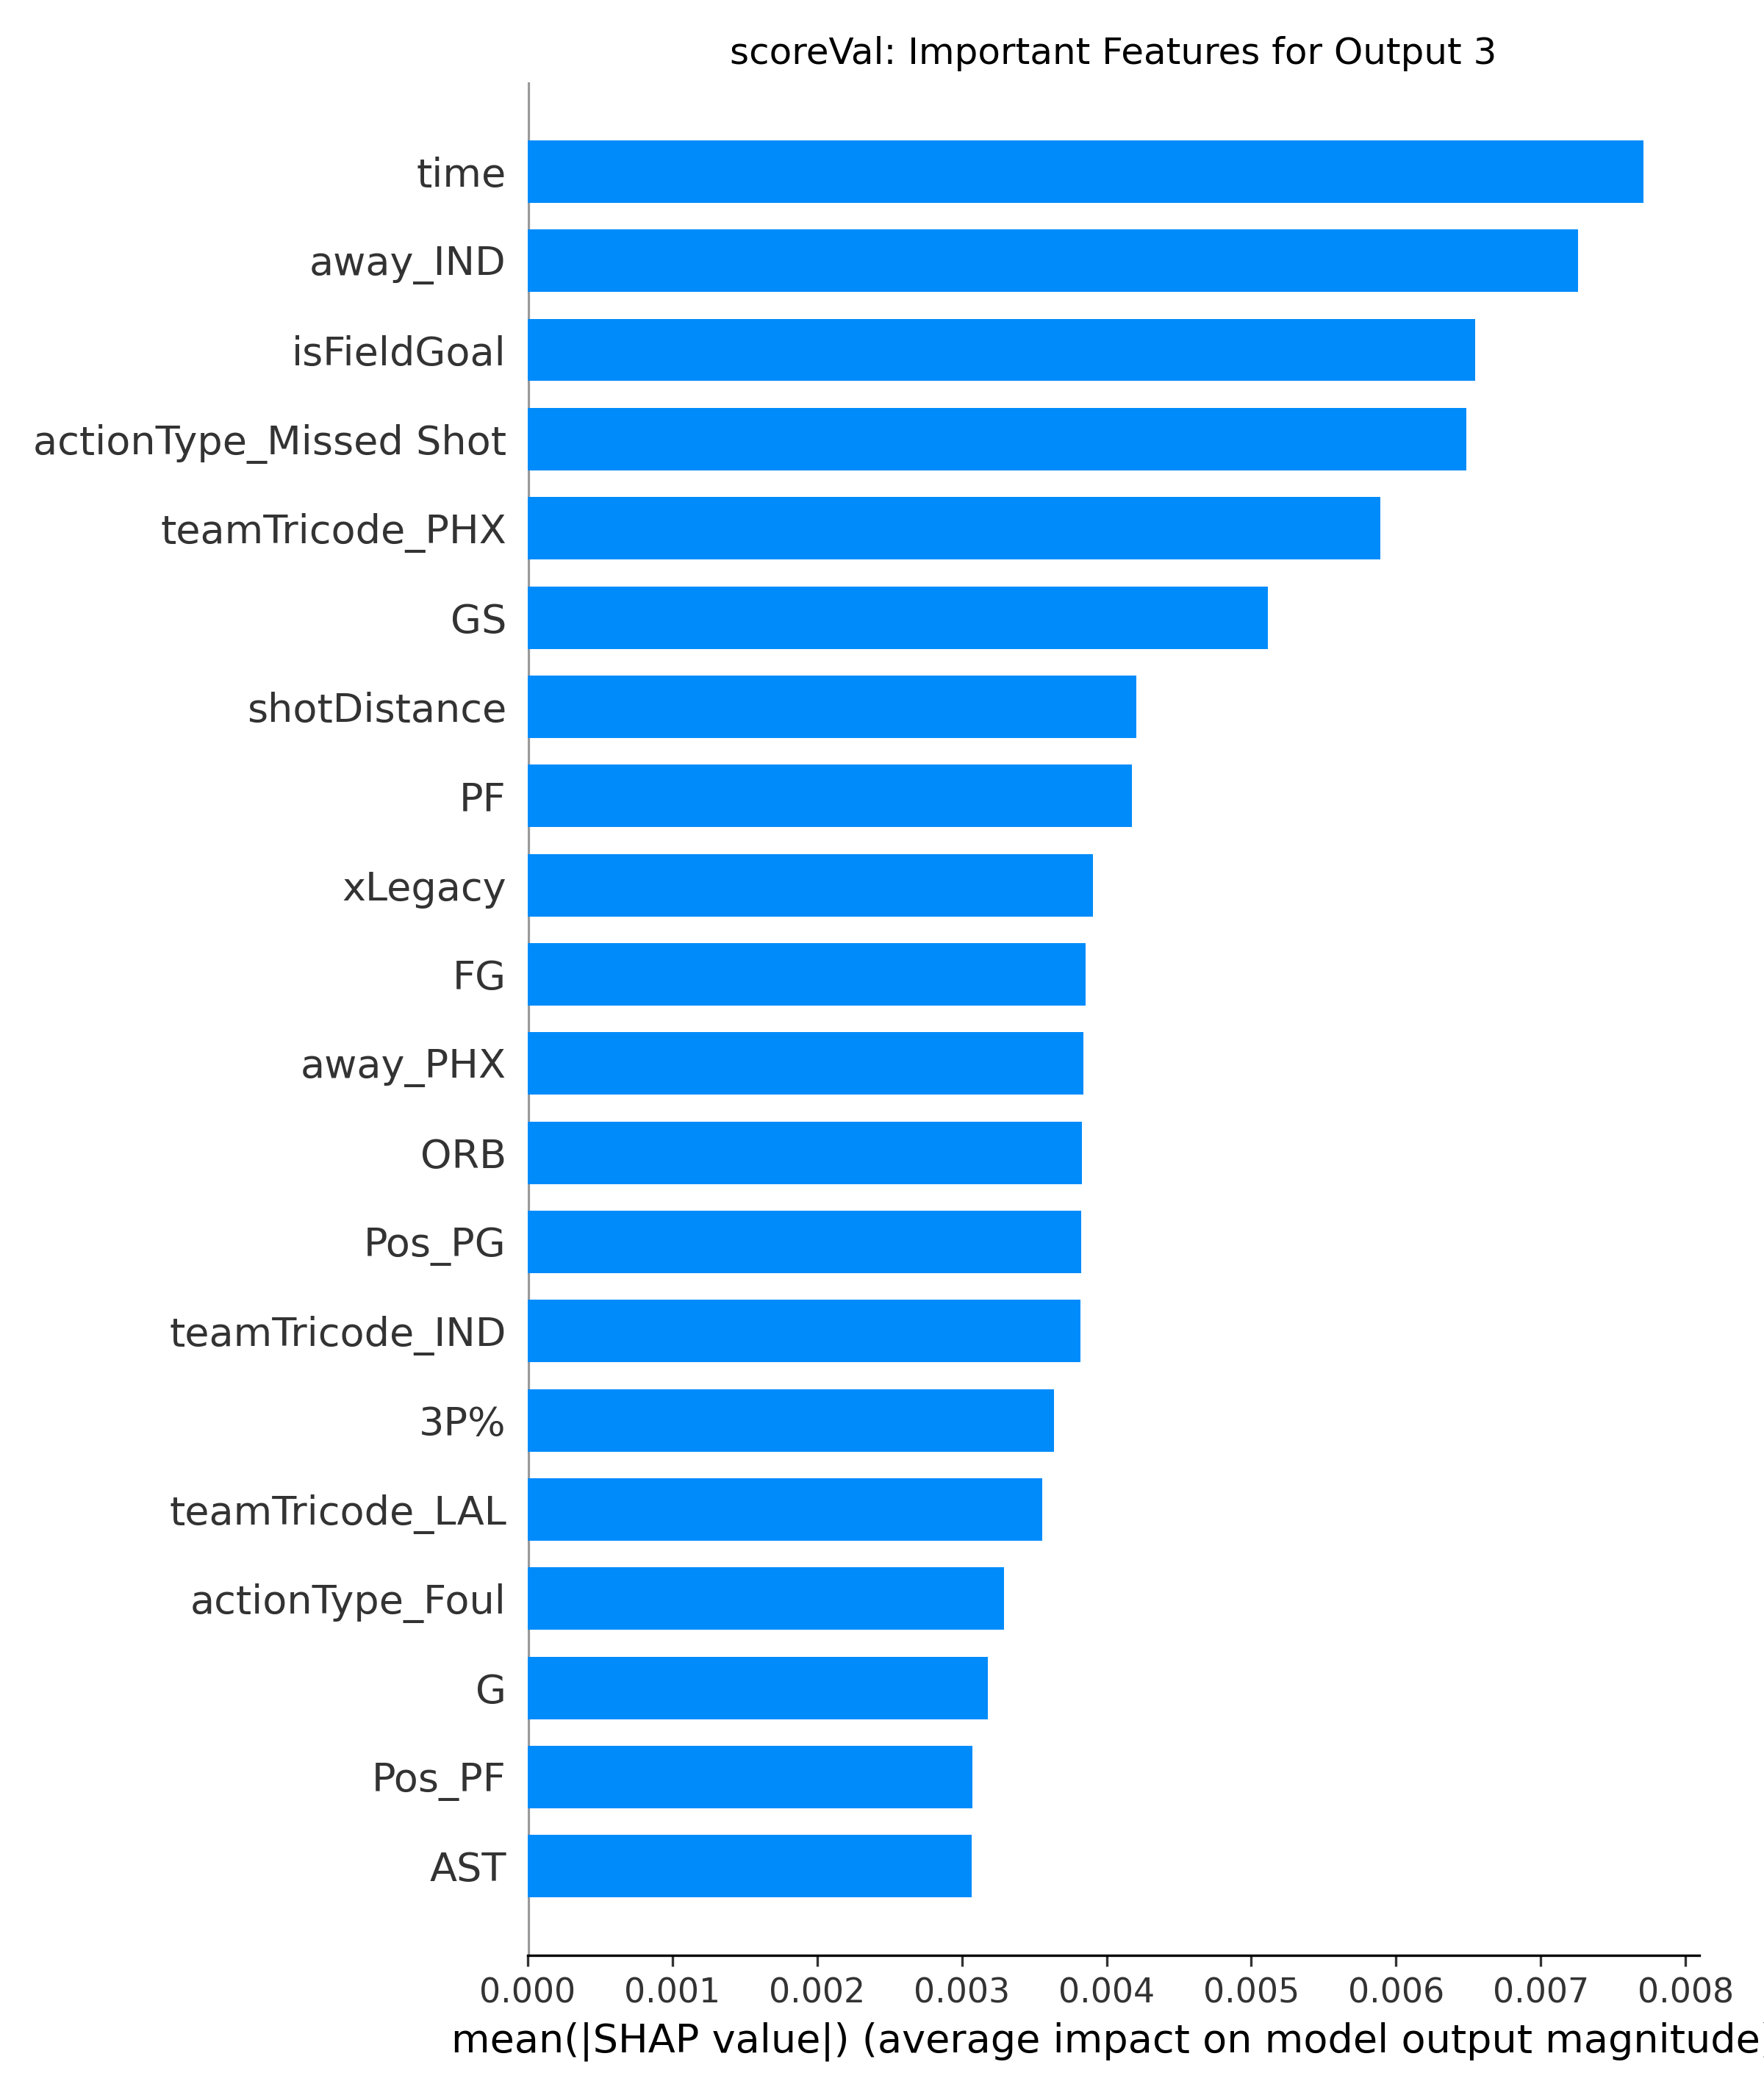 scoreVal: Important Features for Output 3
time
away_IND
isFieldGoal
actionType_Missed Shot
teamTricode_PHX
GS
shotDistance
PF
xLegacy
FG
away_PHX
ORB
Pos_PG
teamTricode_IND
3P%
teamTricode_LAL
actionType_Foul
G
Pos_PF
AST
0.000 0.001 0.002 0.003 0.004 0.005 0.006 0.007 0.008
mean(|SHAP value|) (average impact on model output magnitude)